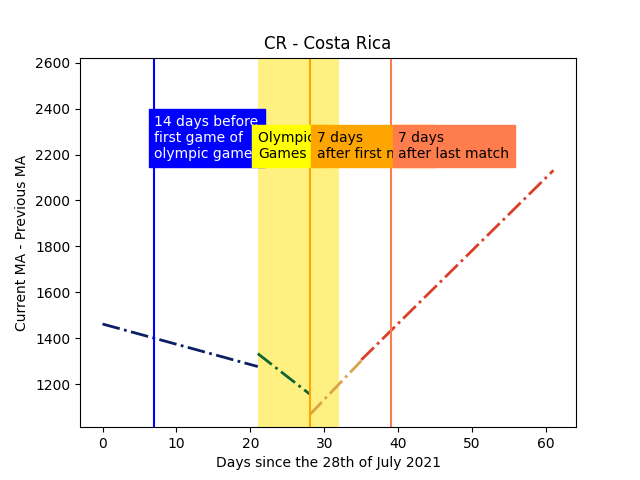 CR - Costa Rica
2600
2400
2200
2000
1800
1600
1400
1200
Current MA - Previous MA
14 days before
first game of
olympic game
Olympic
Games
7 days
after first
7 days
after last match
0
10
20
30
40
50
60
Days since the 28th of July 2021